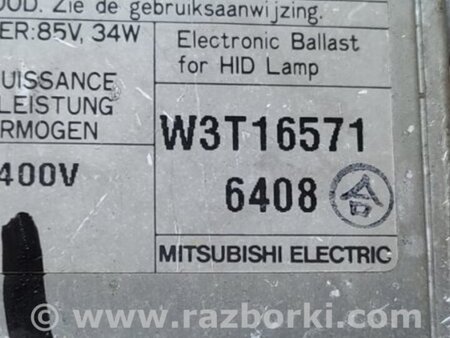 OOD. Zie de gebruiksaanwijzing.
ER:85V, 34W
Electronic Ballast
for HID Lamp
UISSANCE
LEISTUNG
ERMOGEN
W3T16571
400V
6408 合
MITSUBISHI ELECTRIC
www.razborki.com